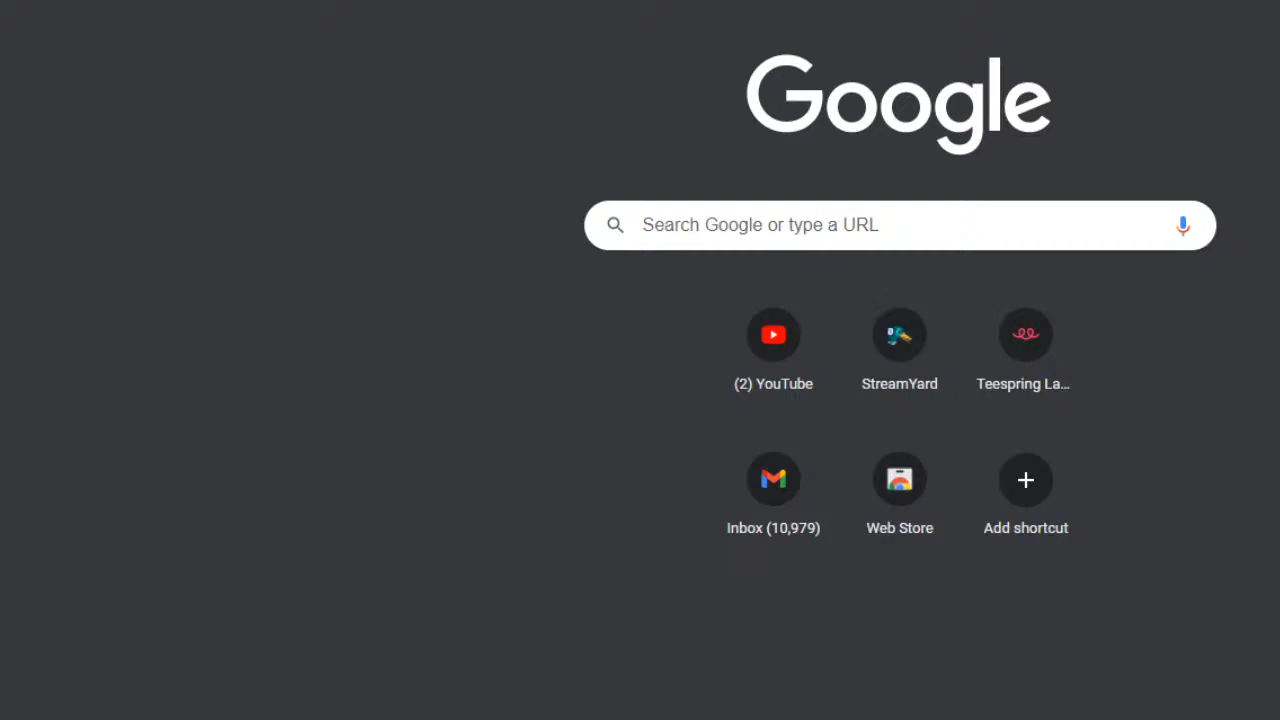 Google
Search Google or type a URL
(2) YouTube
StreamYard
Teespring La...
Inbox (10,979)
Web Store
Add shortcut